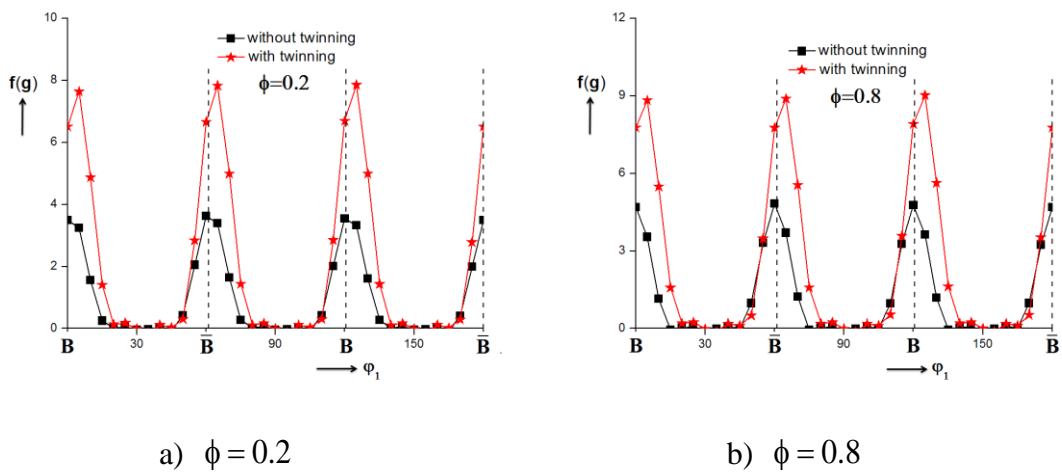 10
8
6
4
2
0
f(g)
without twinning
with twinning
ϕ=0.2
B
30
B̅
90
B
150
B̅
φ₁
12
9
6
3
0
f(g)
without twinning
with twinning
ϕ=0.8
B
30
B̅
90
B
150
B̅
φ₁
a) ϕ = 0.2
b) ϕ = 0.8